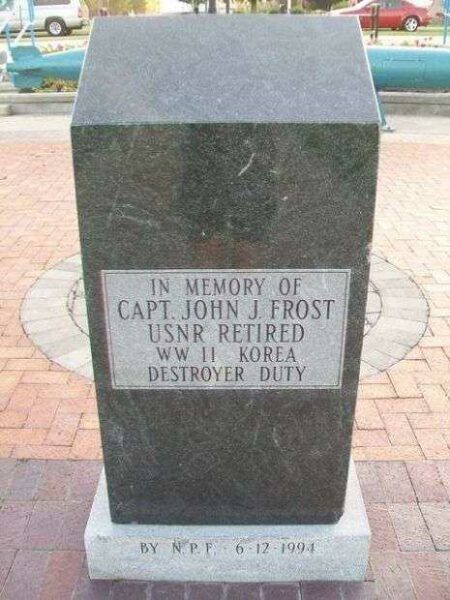 IN MEMORY OF
CAPT. JOHN J. FROST
USNR RETIRED
WW II KOREA
DESTROYER DUTY
BY N.P.F. 6-12-1994